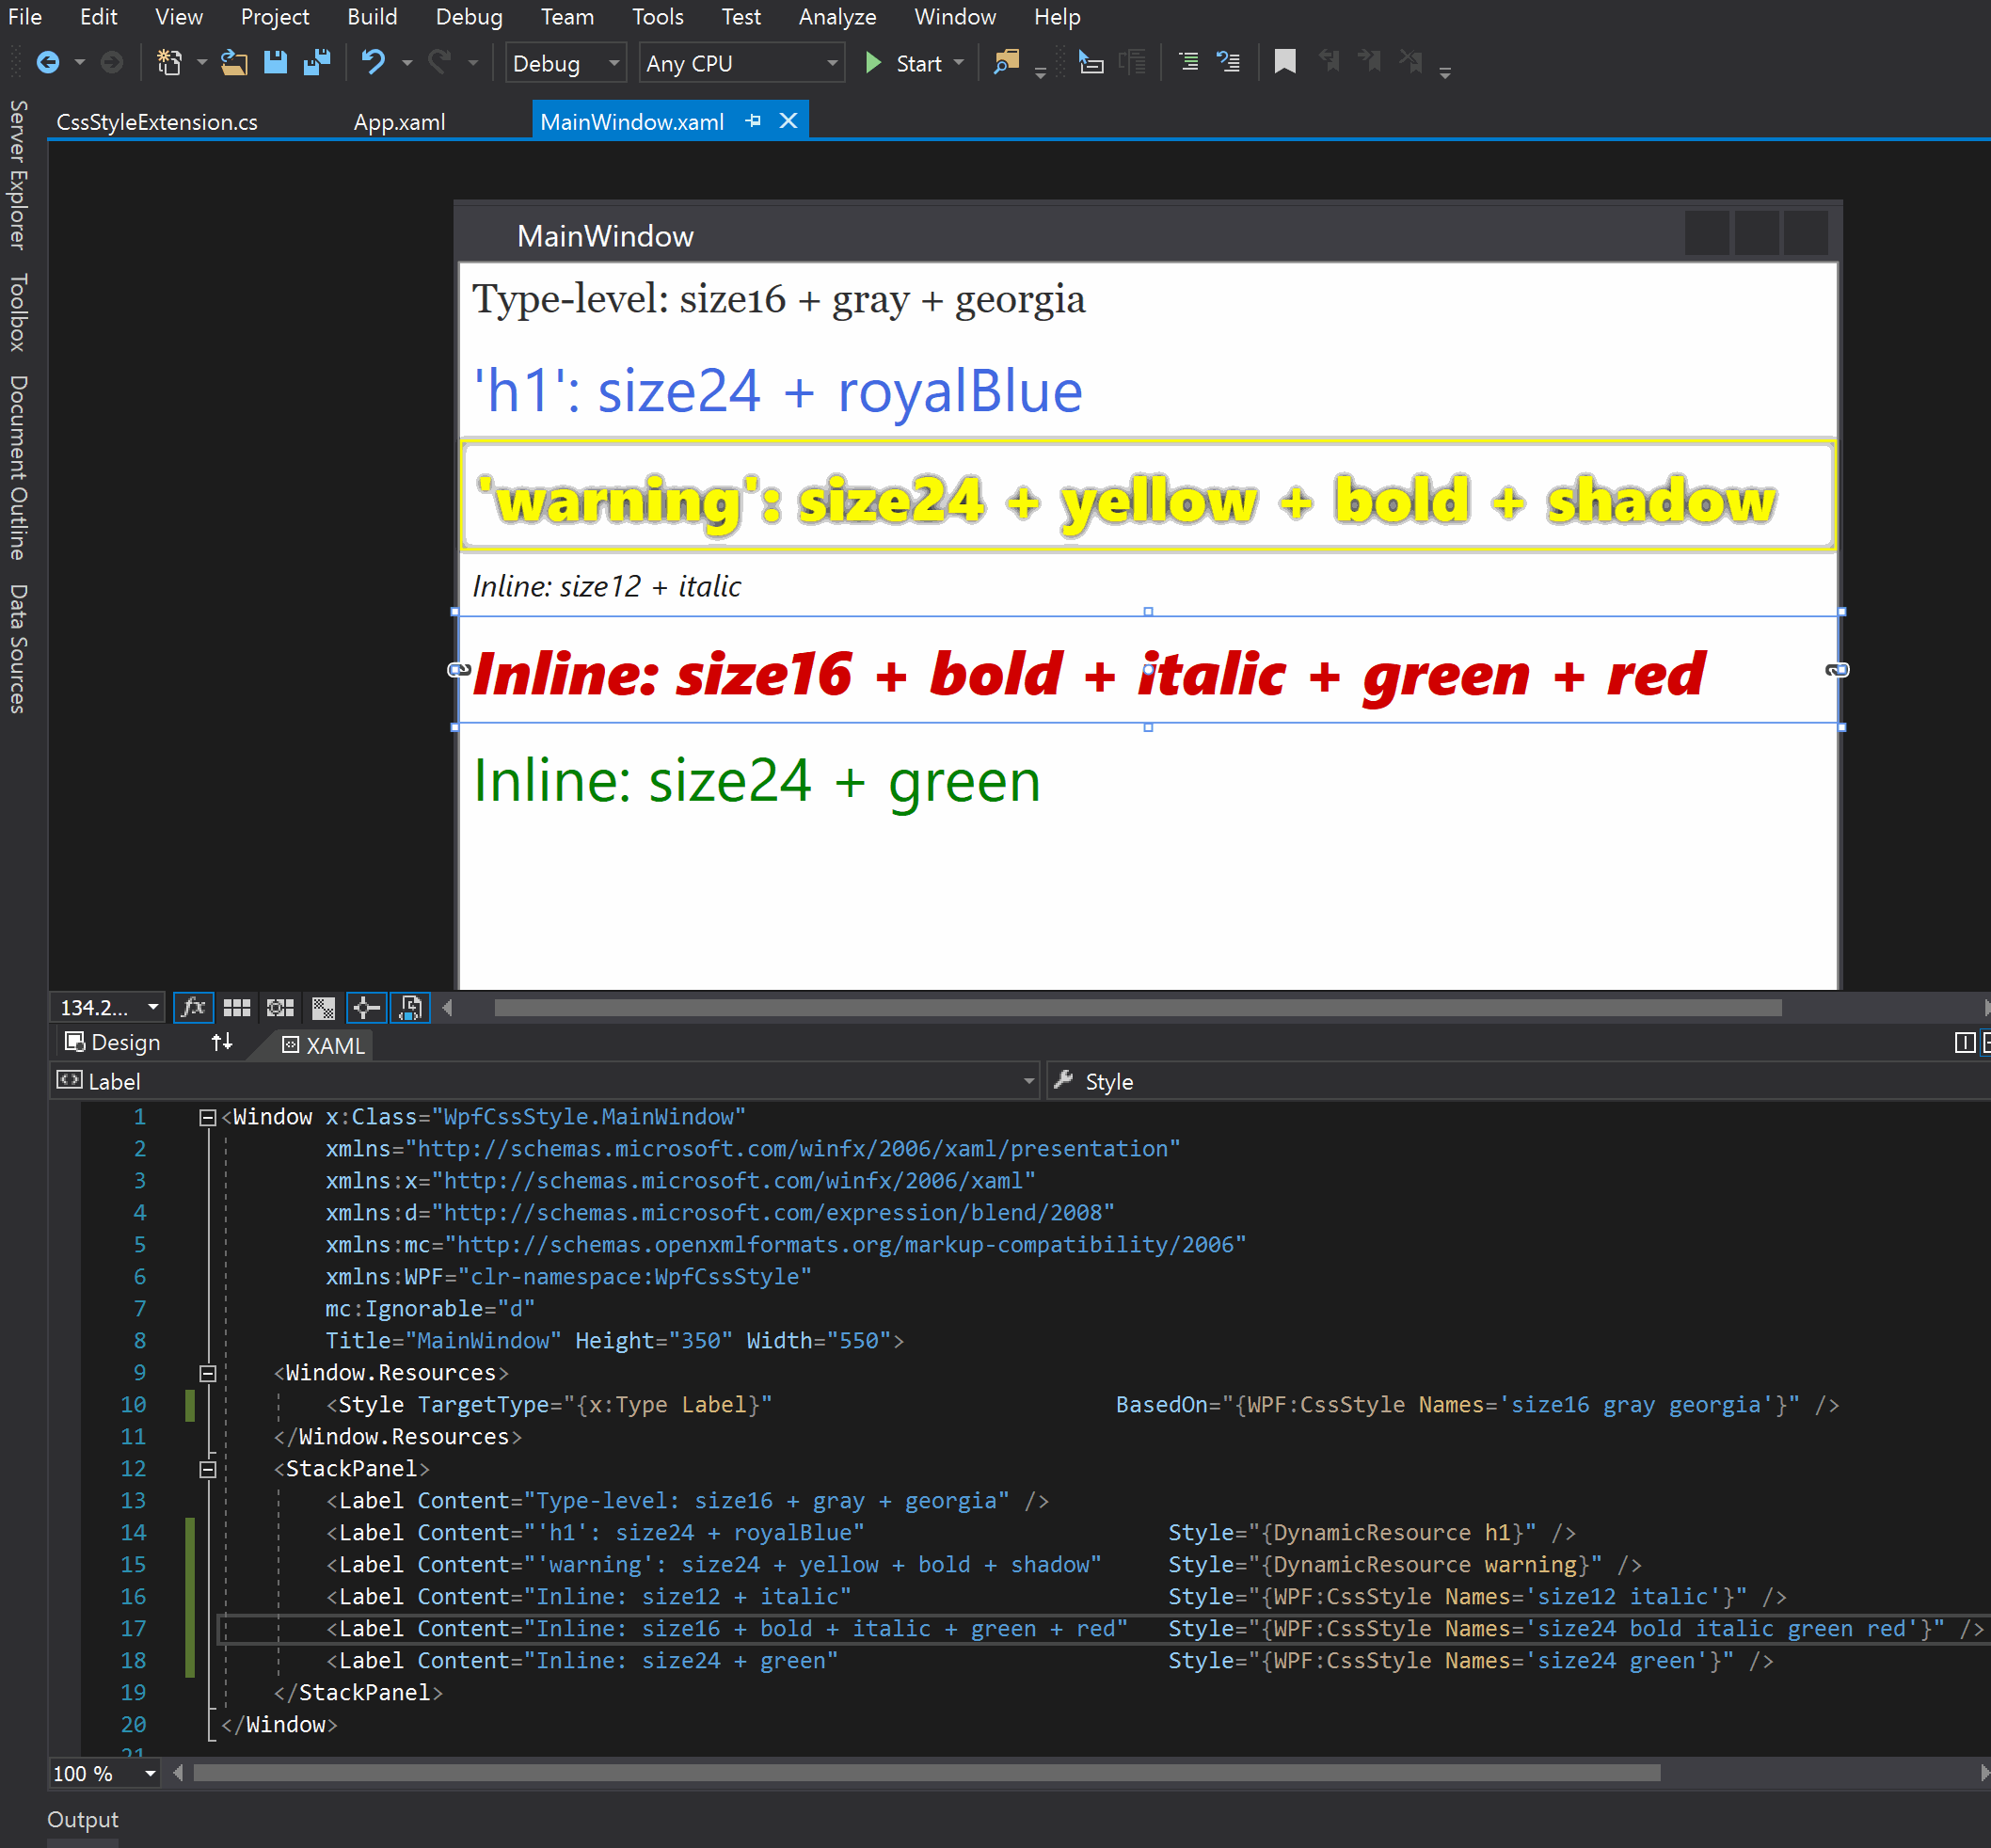 File Edit View Project Build Debug Team Tools Test Analyze Window Help
Debug Any CPU Start
Server Explorer
Toolbox
Document Outline
Data Sources
CssStyleExtension.cs App.xaml MainWindow.xaml
MainWindow
Type-level: size16 + gray + georgia
'h1': size24 + royalBlue
'warning': size24 + yellow + bold + shadow
Inline: size12 + italic
Inline: size16 + bold + italic + green + red
Inline: size24 + green
134.2... fx
Design XAML
Label Style
1 <Window x:Class="WpfCssStyle.MainWindow"
2 xmlns="http://schemas.microsoft.com/winfx/2006/xaml/presentation"
3 xmlns:x="http://schemas.microsoft.com/winfx/2006/xaml"
4 xmlns:d="http://schemas.microsoft.com/expression/blend/2008"
5 xmlns:mc="http://schemas.openxmlformats.org/markup-compatibility/2006"
6 xmlns:WPF="clr-namespace:WpfCssStyle"
7 mc:Ignorable="d"
8 Title="MainWindow" Height="350" Width="550">
9 <Window.Resources>
10 <Style TargetType="{x:Type Label}" BasedOn="{WPF:CssStyle Names='size16 gray georgia'}" />
11 </Window.Resources>
12 <StackPanel>
13 <Label Content="Type-level: size16 + gray + georgia" />
14 <Label Content="'h1': size24 + royalBlue" Style="{DynamicResource h1}" />
15 <Label Content="'warning': size24 + yellow + bold + shadow" Style="{DynamicResource warning}" />
16 <Label Content="Inline: size12 + italic" Style="{WPF:CssStyle Names='size12 italic'}" />
17 <Label Content="Inline: size16 + bold + italic + green + red" Style="{WPF:CssStyle Names='size24 bold italic green red'}" />
18 <Label Content="Inline: size24 + green" Style="{WPF:CssStyle Names='size24 green'}" />
19 </StackPanel>
20 </Window>
21
100 %
Output